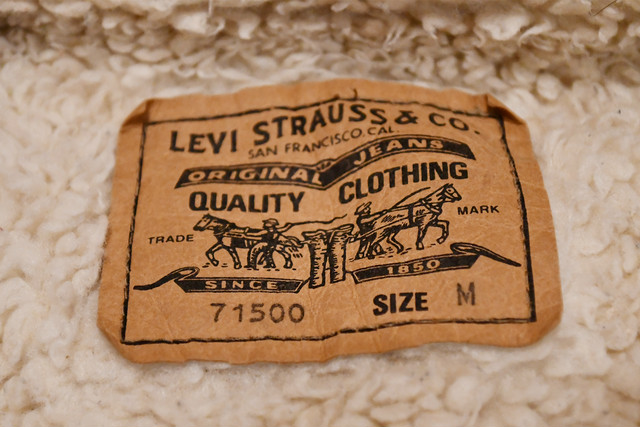 LEVI STRAUSS & CO.
SAN FRANCISCO.CAL
ORIGINAL JEANS
QUALITY CLOTHING
TRADE MARK
SINCE 1850
71500 SIZE M